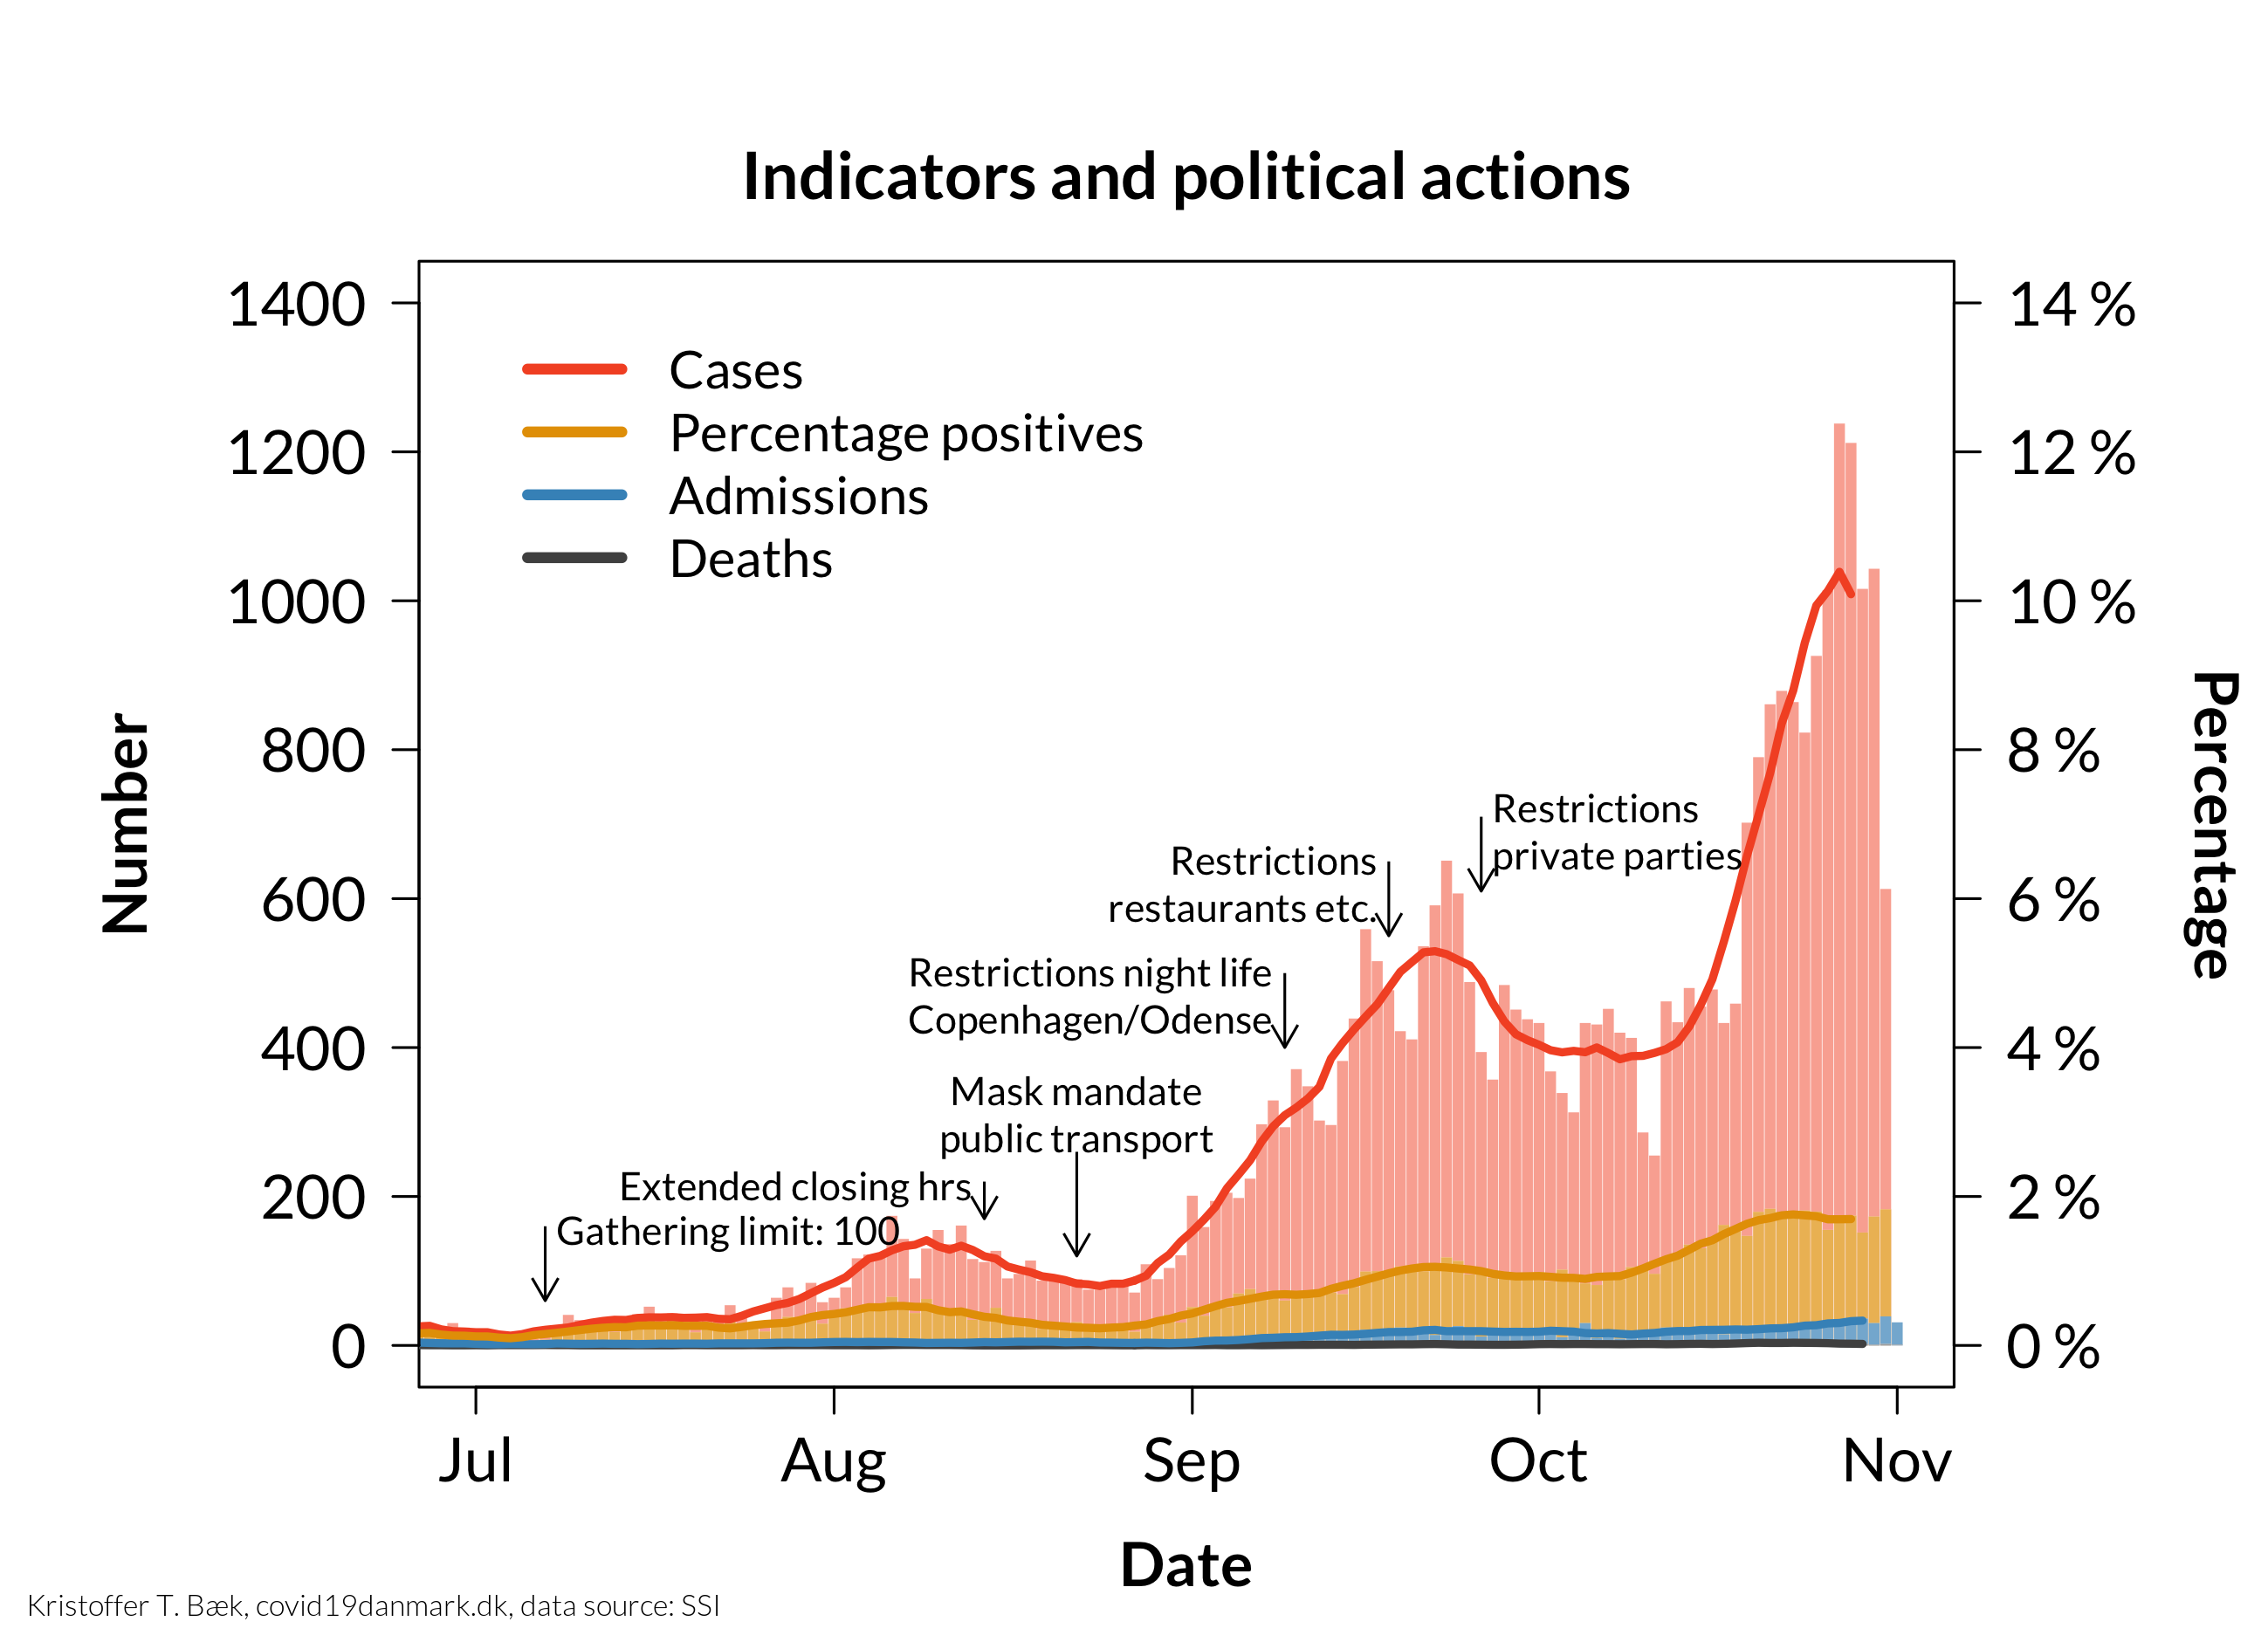 Indicators and political actions
1400
1200
1000
800
600
400
200
0
Number
14 %
12 %
10 %
8 %
6 %
4 %
2 %
0 %
Percentage
Cases
Percentage positives
Admissions
Deaths
Restrictions
private parties
Restrictions
restaurants etc.
Restrictions night life
Copenhagen/Odense
Mask mandate
public transport
Extended closing hrs
Gathering limit: 100
Jul Aug Sep Oct Nov
Date
Kristoffer T. Bæk, covid19danmark.dk, data source: SSI